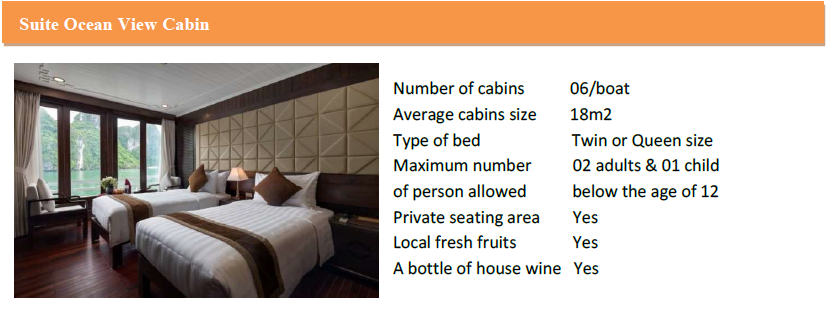 Suite Ocean View Cabin
Number of cabins 06/boat
Average cabins size 18m2
Type of bed Twin or Queen size
Maximum number 02 adults & 01 child
of person allowed below the age of 12
Private seating area Yes
Local fresh fruits Yes
A bottle of house wine Yes